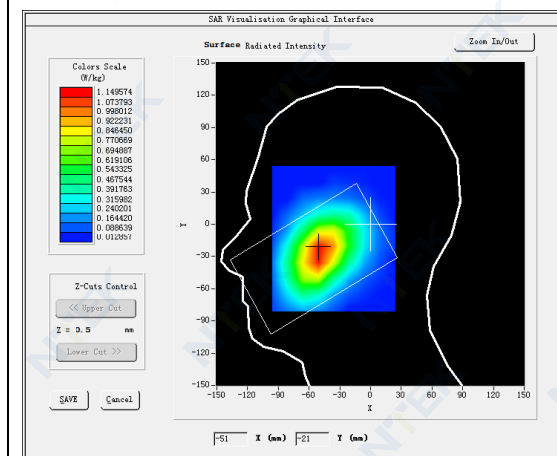 SAR Visualisation Graphical Interface
Surface Radiated Intensity
Zoom In/Out
Colors Scale
(W/kg)
1.149574
1.073793
0.998012
0.922231
0.846450
0.770669
0.694887
0.619106
0.543325
0.467544
0.391763
0.315982
0.240201
0.164420
0.088639
0.012857
Z-Cuts Control
<< Upper Cut
Z = 0.5 mm
Lower Cut >>
SAVE Cancel
150
120
90
60
30
0
-30
-60
-90
-120
-150
Y
-150 -120 -90 -60 -30 0 30 60 90 120 150
X
-51 X (mm) -21 Y (mm)
NTEK